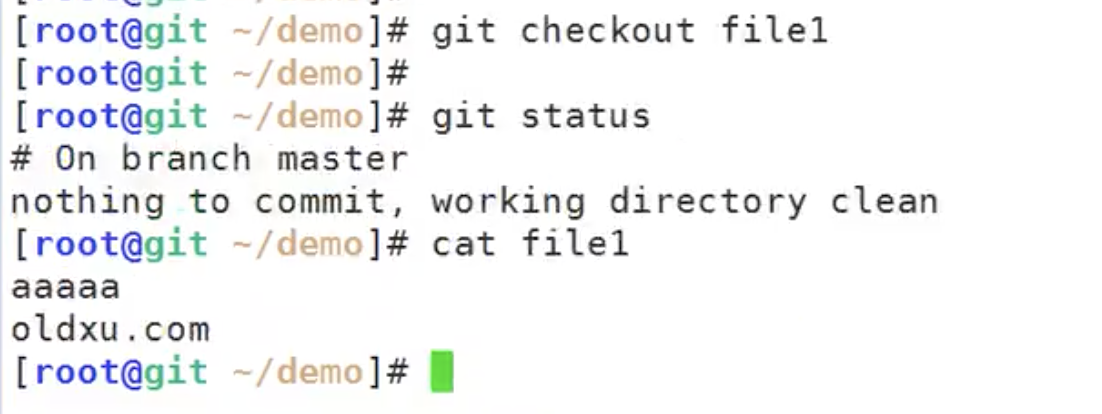 [root@git ~/demo]# git checkout file1
[root@git ~/demo]#
[root@git ~/demo]# git status
# On branch master
nothing to commit, working directory clean
[root@git ~/demo]# cat file1
aaaaa
oldxu.com
[root@git ~/demo]#